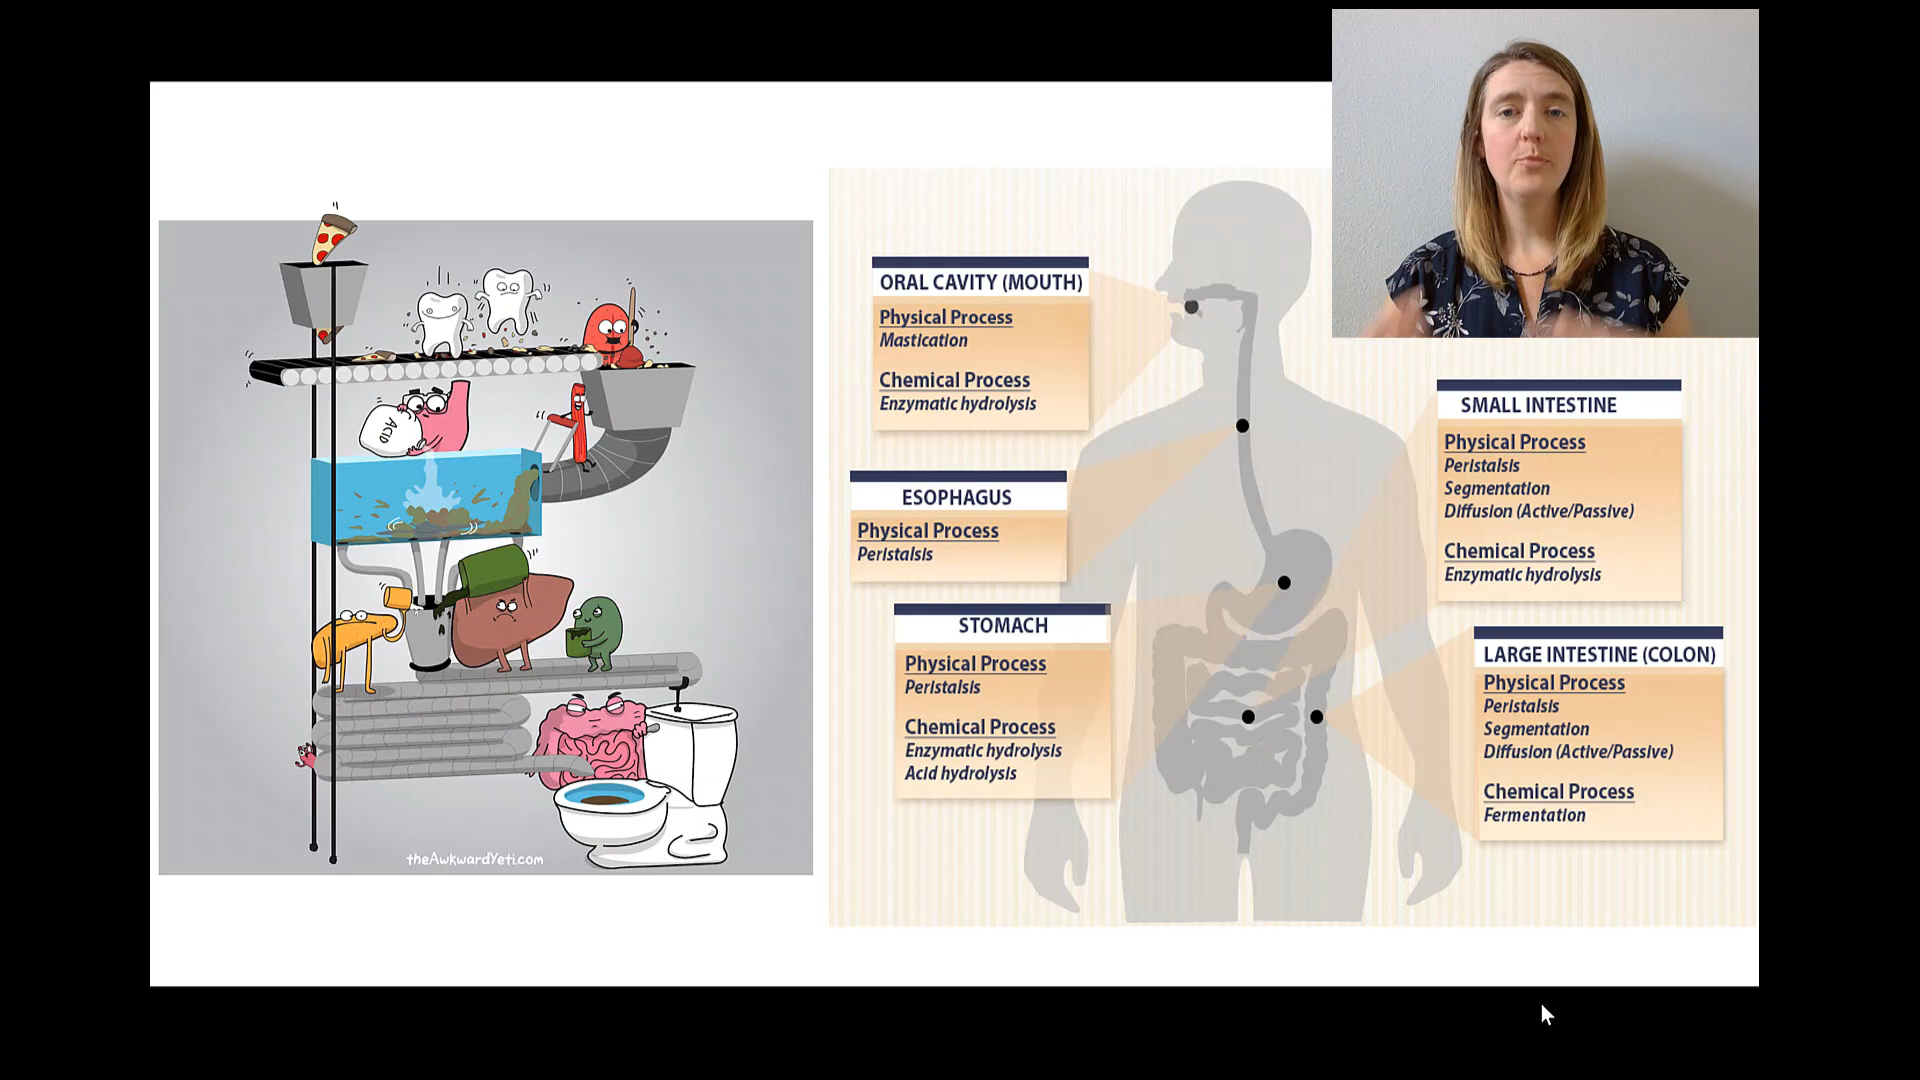 ACID
theAwkwardYeti.com
ORAL CAVITY (MOUTH)
Physical Process
Mastication
Chemical Process
Enzymatic hydrolysis
ESOPHAGUS
Physical Process
Peristalsis
STOMACH
Physical Process
Peristalsis
Chemical Process
Enzymatic hydrolysis
Acid hydrolysis
SMALL INTESTINE
Physical Process
Peristalsis
Segmentation
Diffusion (Active/Passive)
Chemical Process
Enzymatic hydrolysis
LARGE INTESTINE (COLON)
Physical Process
Peristalsis
Segmentation
Diffusion (Active/Passive)
Chemical Process
Fermentation